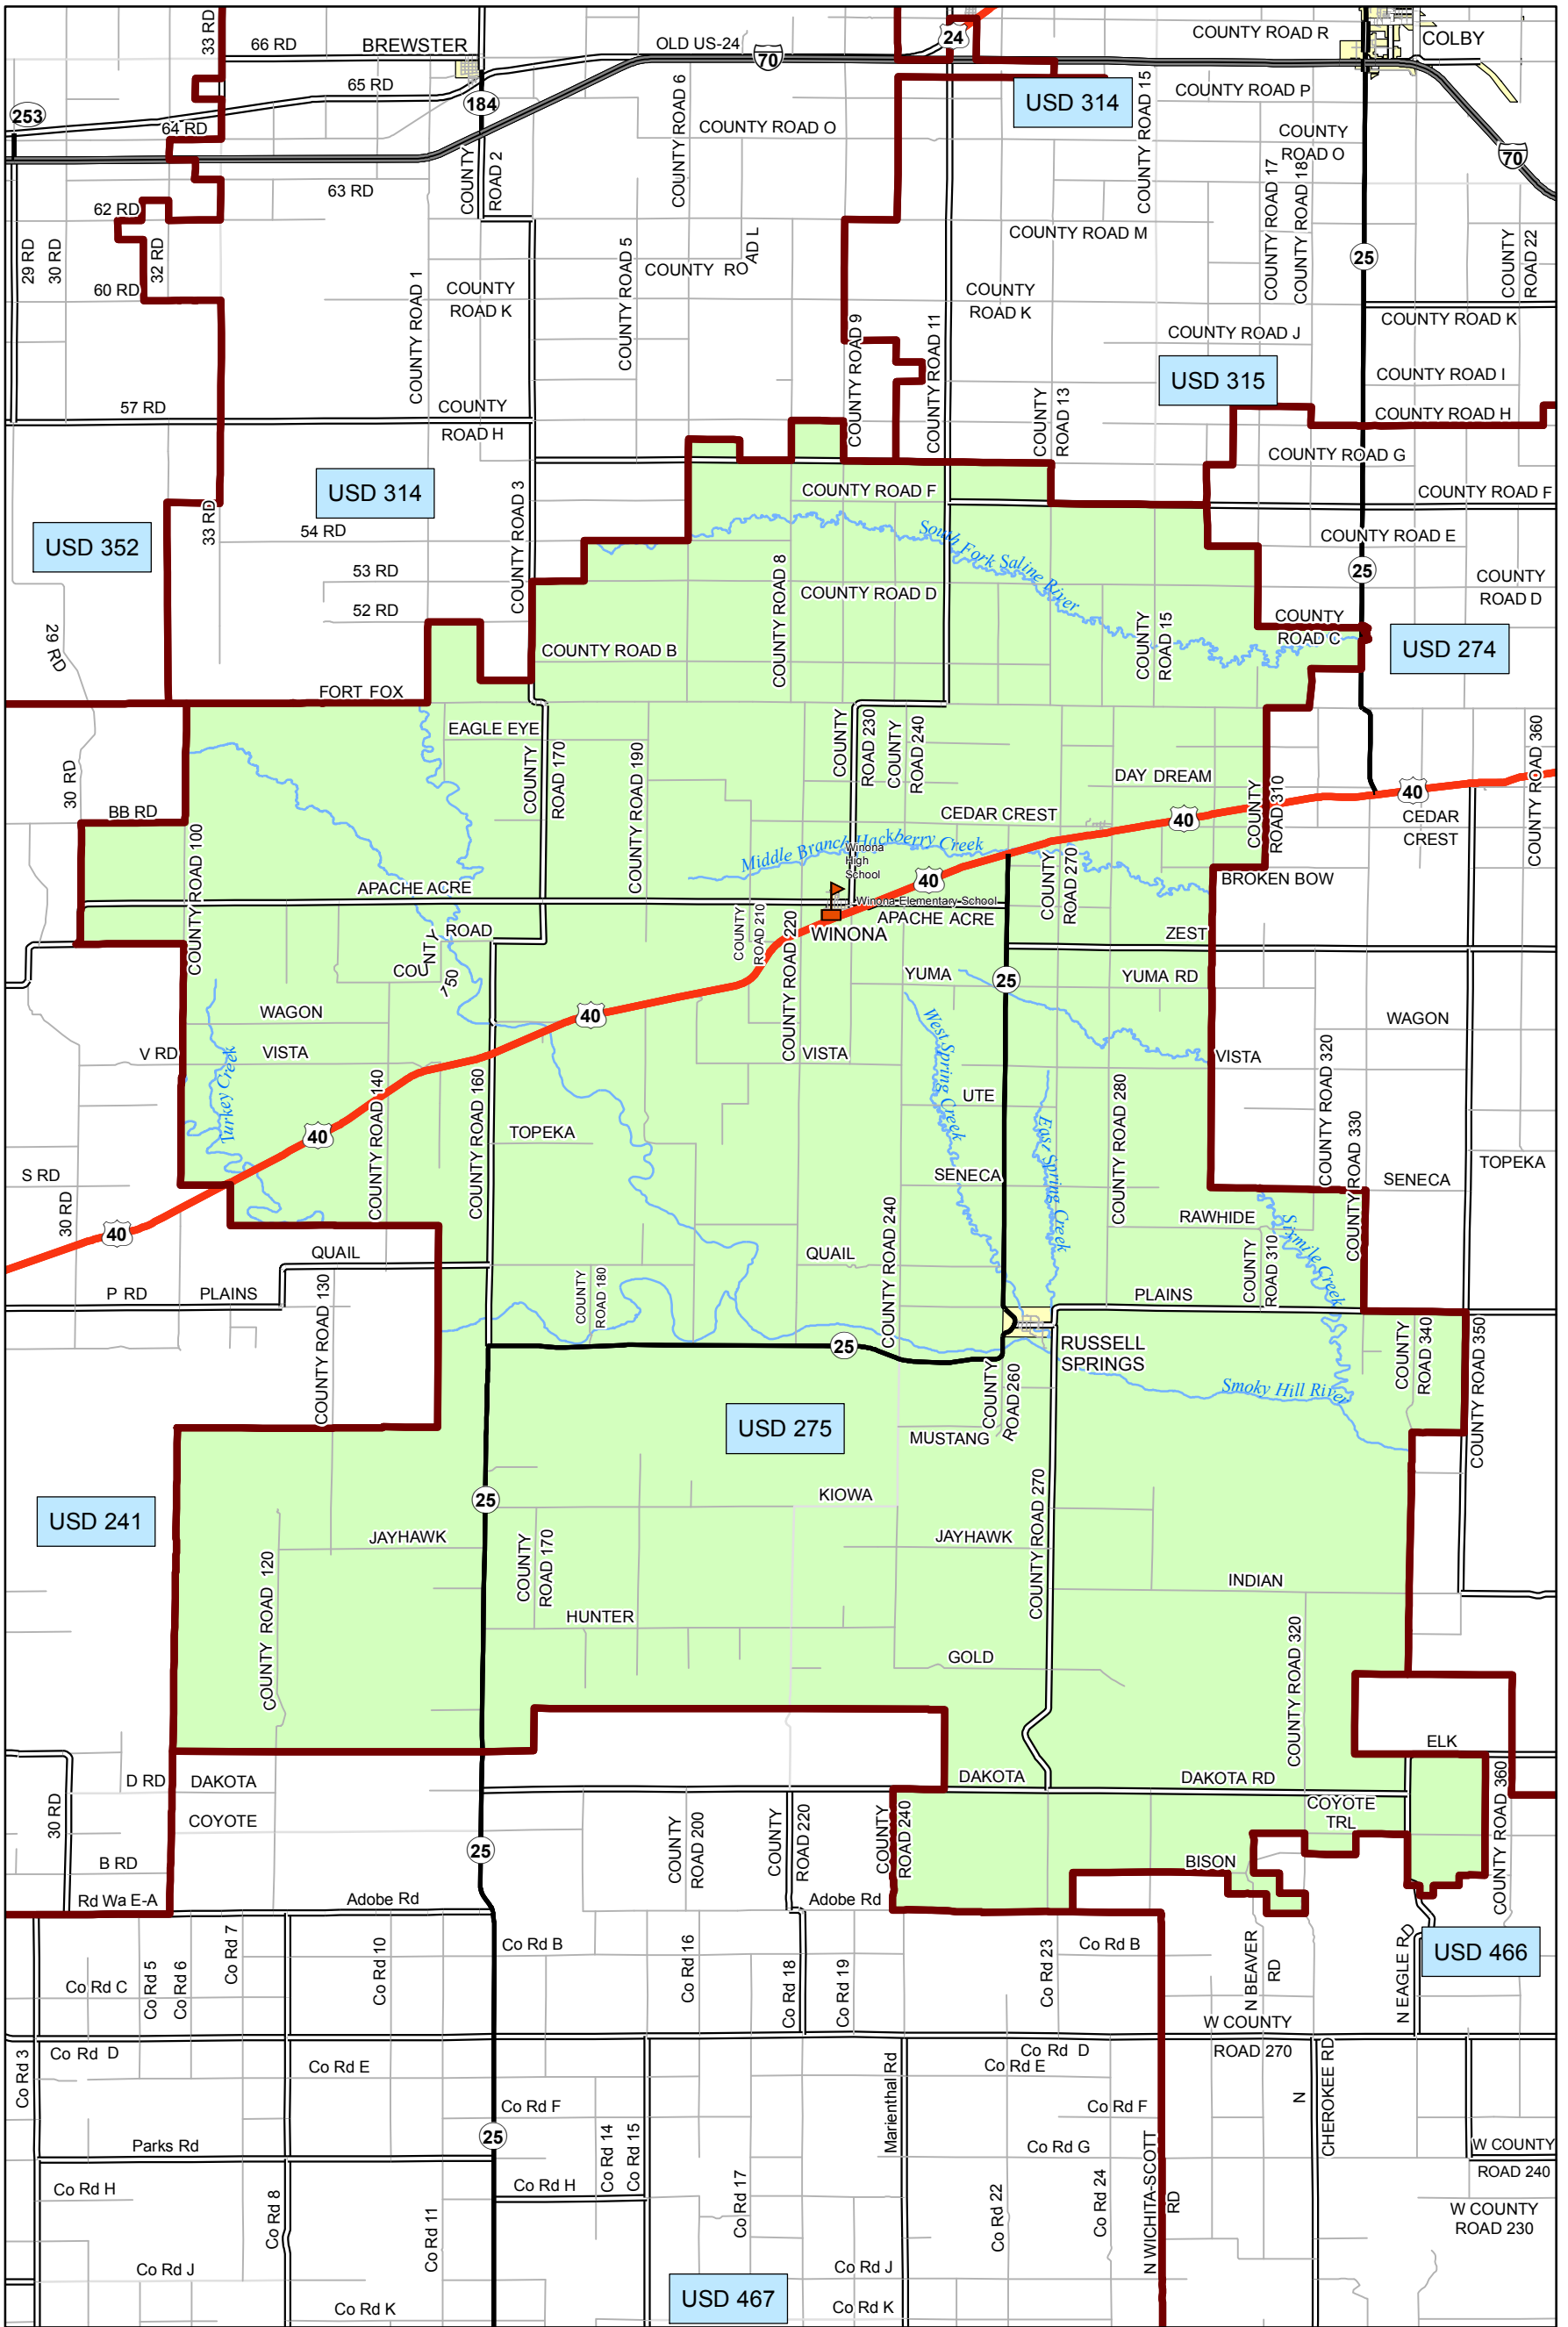 33 RD
66 RD
BREWSTER
OLD US-24
70
24
COUNTY ROAD R
COLBY
65 RD
184
253
64 RD
COUNTY ROAD 6
USD 314
COUNTY ROAD 15
COUNTY ROAD P
COUNTY ROAD O
COUNTY
ROAD O
70
COUNTY
ROAD 2
63 RD
62 RD
COUNTY ROAD 17
COUNTY ROAD 18
29 RD
30 RD
32 RD
COUNTY ROAD M
COUNTY
ROAD 22
25
COUNTY ROAD 5
COUNTY ROAD L
60 RD
COUNTY ROAD 1
COUNTY
ROAD K
COUNTY
ROAD K
COUNTY ROAD K
COUNTY ROAD 9
COUNTY ROAD 11
COUNTY ROAD J
USD 315
COUNTY ROAD I
57 RD
COUNTY
ROAD H
COUNTY
ROAD 13
COUNTY ROAD H
COUNTY ROAD G
USD 314
COUNTY ROAD 3
COUNTY ROAD F
COUNTY ROAD F
33 RD
54 RD
USD 352
South Fork Saline River
COUNTY ROAD E
53 RD
COUNTY ROAD 8
COUNTY ROAD D
25
COUNTY
ROAD D
52 RD
29 RD
COUNTY
ROAD 15
COUNTY
ROAD C
USD 274
COUNTY ROAD B
FORT FOX
EAGLE EYE
COUNTY
ROAD 170
COUNTY ROAD 190
COUNTY
ROAD 230
COUNTY
ROAD 240
DAY DREAM
COUNTY
ROAD 310
COUNTY ROAD 360
30 RD
BB RD
CEDAR CREST
40
40
CEDAR
CREST
COUNTY ROAD 100
Middle Branch Hackberry Creek
Winona
High
School
40
COUNTY
ROAD 270
BROKEN BOW
APACHE ACRE
Winona Elementary School
APACHE ACRE
WINONA
COUNTY
ROAD 210
COUNTY ROAD 220
ZEST
ROAD
COUNTY
750
YUMA
25
YUMA RD
WAGON
40
West Spring Creek
WAGON
V RD
VISTA
VISTA
VISTA
Turkey Creek
COUNTY ROAD 140
COUNTY ROAD 160
UTE
COUNTY ROAD 280
COUNTY ROAD 320
COUNTY ROAD 330
40
TOPEKA
East Spring Creek
TOPEKA
S RD
SENECA
SENECA
30 RD
40
COUNTY ROAD 240
RAWHIDE
Sixmile Creek
QUAIL
QUAIL
COUNTY
ROAD 310
P RD
PLAINS
COUNTY ROAD 130
COUNTY
ROAD 180
PLAINS
25
RUSSELL
SPRINGS
COUNTY
ROAD 340
COUNTY ROAD 350
COUNTY
ROAD 260
Smoky Hill River
USD 275
MUSTANG
25
KIOWA
COUNTY ROAD 270
USD 241
JAYHAWK
COUNTY
ROAD 170
JAYHAWK
COUNTY ROAD 120
INDIAN
HUNTER
COUNTY ROAD 320
GOLD
ELK
D RD
DAKOTA
DAKOTA
DAKOTA RD
30 RD
COYOTE
COYOTE
TRL
COUNTY ROAD 360
COUNTY
ROAD 200
COUNTY
ROAD 220
COUNTY
ROAD 240
25
B RD
BISON
Rd Wa E-A
Adobe Rd
Adobe Rd
Co Rd 7
Co Rd 10
Co Rd B
Co Rd 16
Co Rd B
Co Rd 23
N BEAVER
RD
N EAGLE RD
USD 466
Co Rd C
Co Rd 5
Co Rd 6
Co Rd 18
Co Rd 19
W COUNTY
ROAD 270
Co Rd 3
Co Rd D
Co Rd E
Co Rd D
Co Rd E
Marienthal Rd
N
CHEROKEE RD
Co Rd F
Co Rd F
25
Co Rd 14
Co Rd 15
Parks Rd
Co Rd G
W COUNTY
ROAD 240
Co Rd H
Co Rd H
Co Rd 8
Co Rd 11
Co Rd 17
Co Rd 22
Co Rd 24
N WICHITA-SCOTT
RD
W COUNTY
ROAD 230
Co Rd J
Co Rd J
USD 467
Co Rd K
Co Rd K